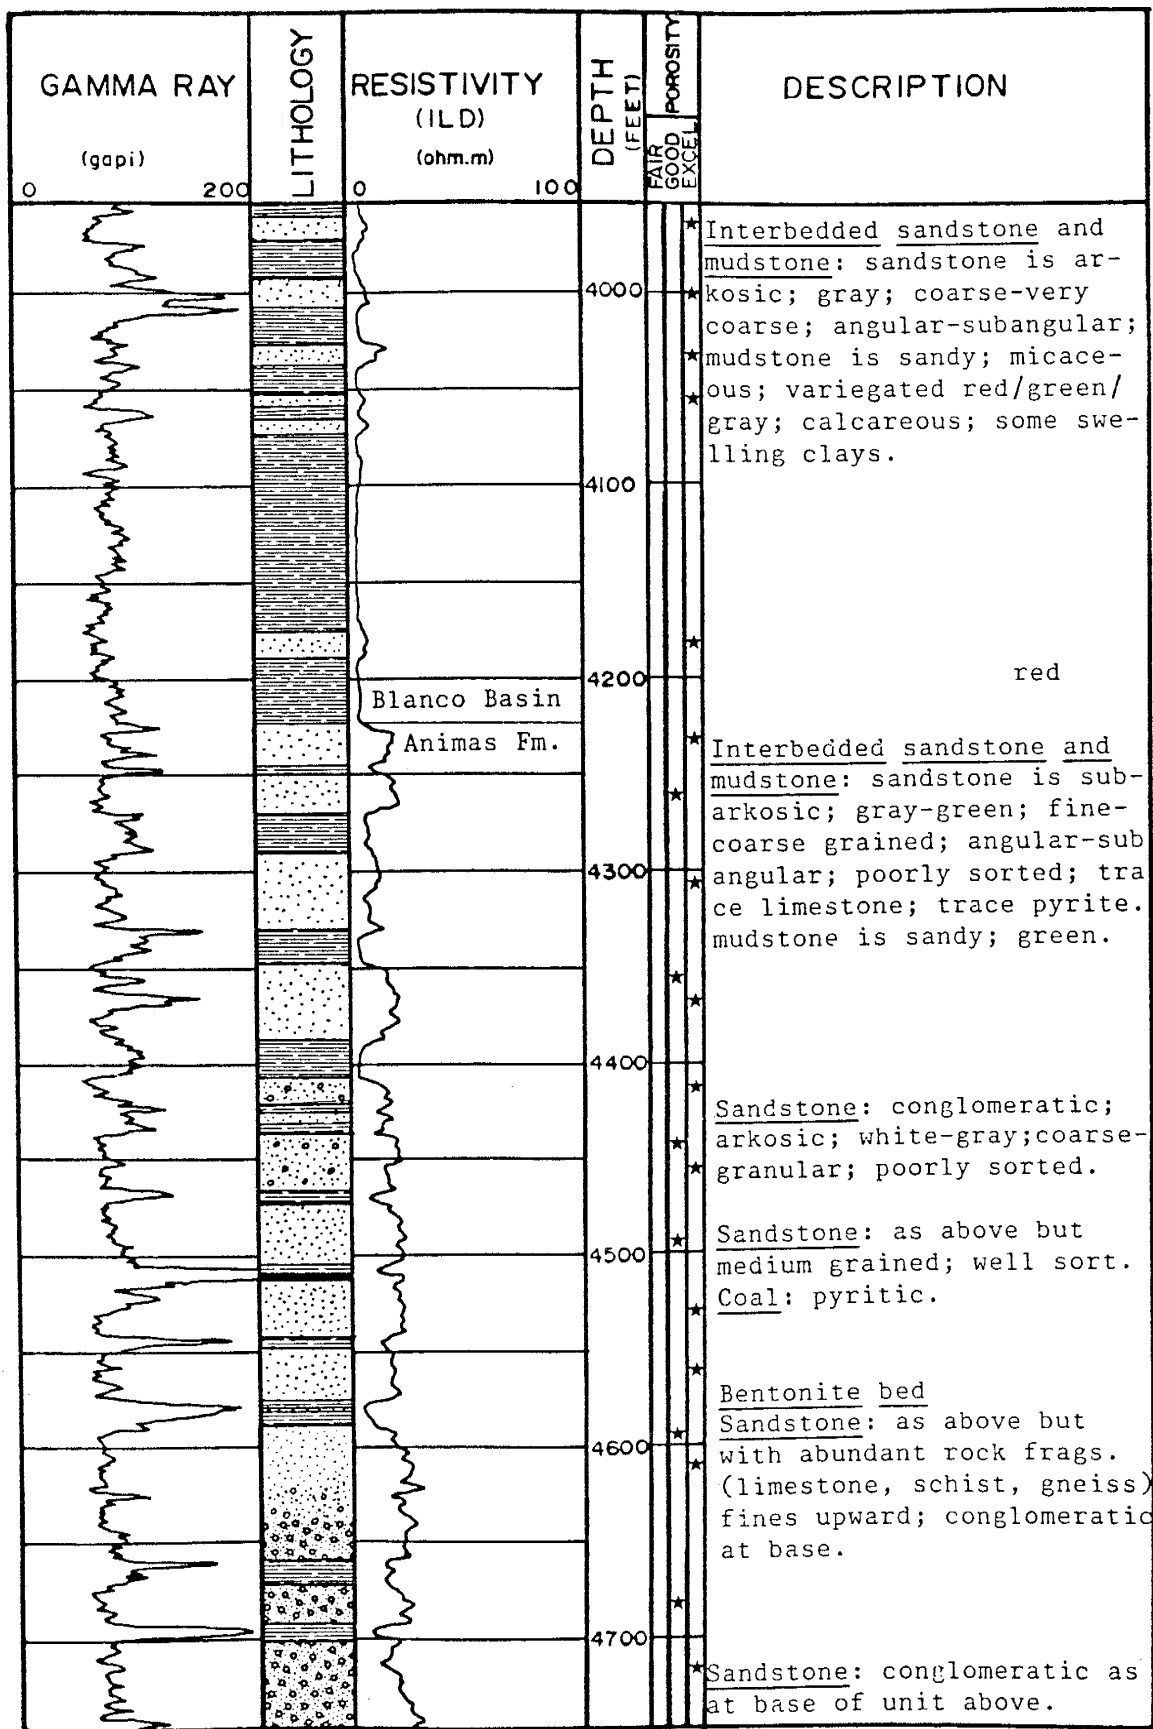 GAMMA RAY
(gapi)
0 200
LITHOLOGY
RESISTIVITY
(ILD)
(ohm.m)
0 100
DEPTH
(FEET)
POROSITY
FAIR
GOOD
EXCEL
DESCRIPTION
Interbedded sandstone and
mudstone: sandstone is ar-
4000
kosic; gray; coarse-very
coarse; angular-subangular;
mudstone is sandy; micace-
ous; variegated red/green/
gray; calcareous; some swe-
lling clays.
4100
red
4200
Blanco Basin
Animas Fm.
Interbedded sandstone and
mudstone: sandstone is sub-
arkosic; gray-green; fine-
coarse grained; angular-sub
4300
angular; poorly sorted; tra
ce limestone; trace pyrite.
mudstone is sandy; green.
4400
Sandstone: conglomeratic;
arkosic; white-gray;coarse-
granular; poorly sorted.
Sandstone: as above but
4500
medium grained; well sort.
Coal: pyritic.
Bentonite bed
Sandstone: as above but
4600
with abundant rock frags.
(limestone, schist, gneiss)
fines upward; conglomeratic
at base.
4700
Sandstone: conglomeratic as
at base of unit above.